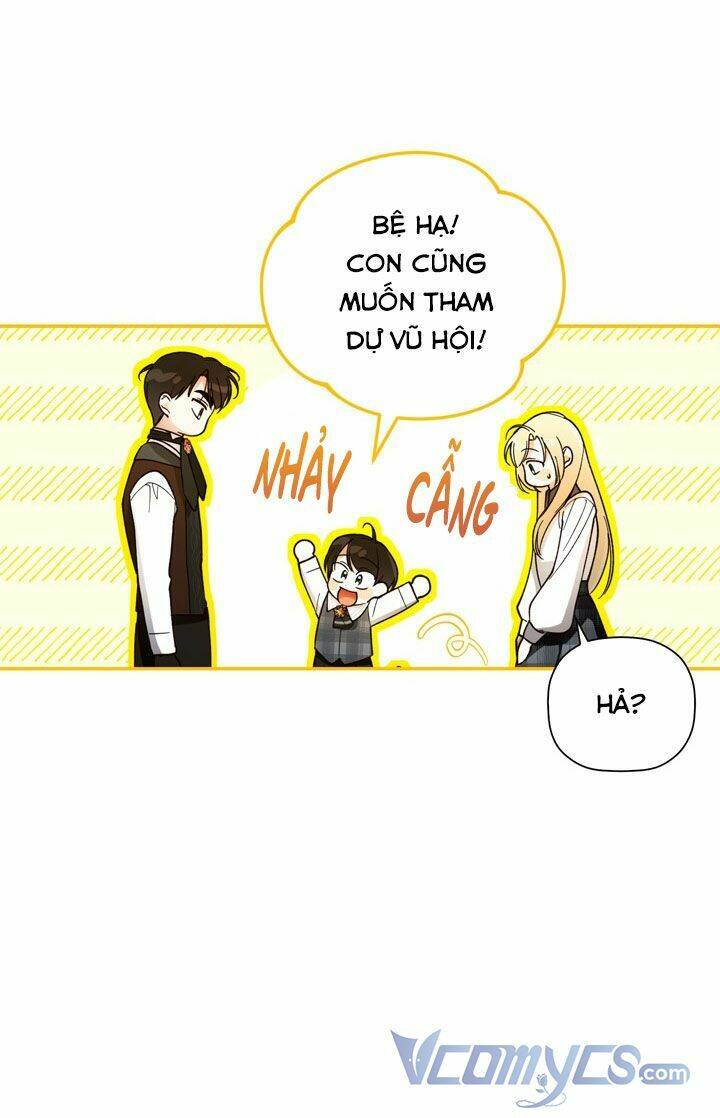 BỆ HẠ!
CON CŨNG
MUỐN THAM
DỰ VŨ HỘI!
NHẢY CẪNG
HẢ?
VCOMYCS.com